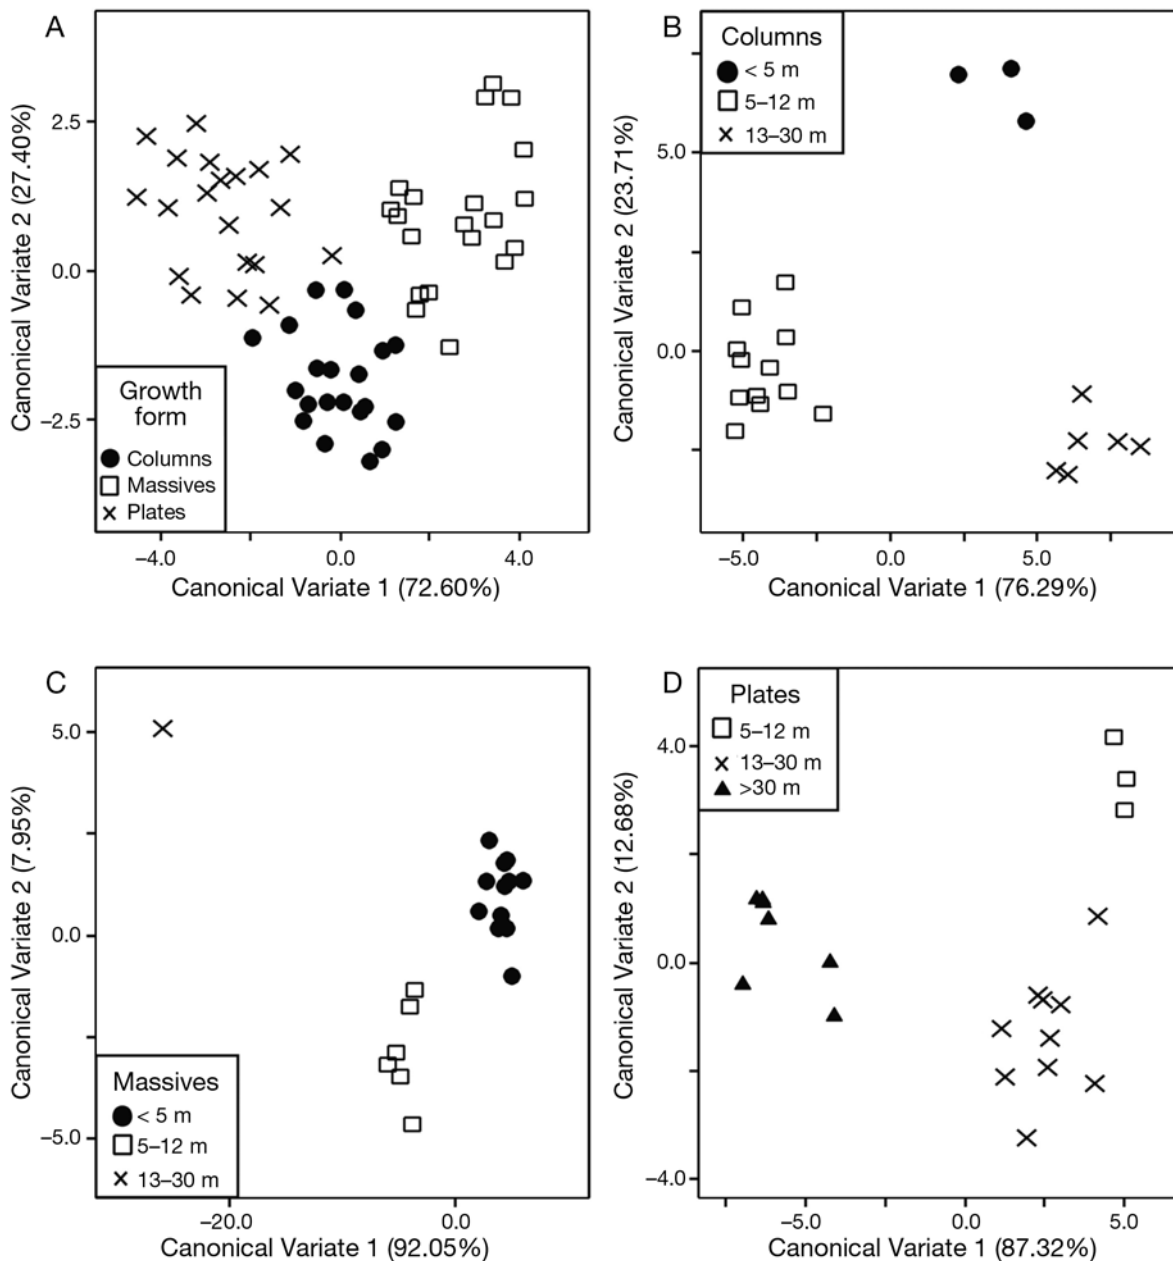 A
Canonical Variate 2 (27.40%)
2.5
0.0
−2.5
Growth
form
Columns
Massives
Plates
−4.0 0.0 4.0
Canonical Variate 1 (72.60%)
B
Canonical Variate 2 (23.71%)
Columns
< 5 m
5–12 m
13–30 m
5.0
0.0
−5.0 0.0 5.0
Canonical Variate 1 (76.29%)
C
Canonical Variate 2 (7.95%)
5.0
0.0
−5.0
Massives
< 5 m
5–12 m
13–30 m
−20.0 0.0
Canonical Variate 1 (92.05%)
D
Canonical Variate 2 (12.68%)
Plates
5–12 m
13–30 m
>30 m
4.0
0.0
−4.0
−5.0 0.0 5.0
Canonical Variate 1 (87.32%)